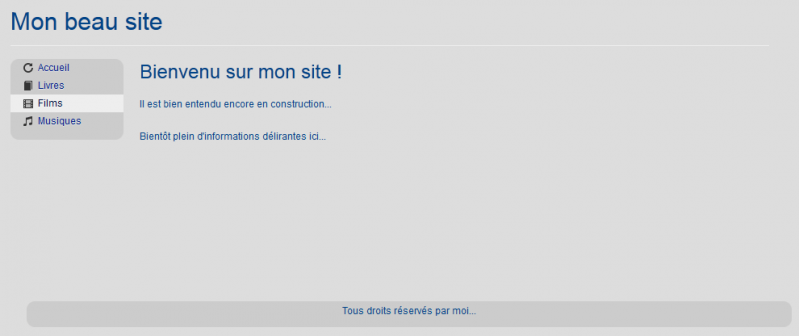 Mon beau site
Accueil
Livres
Films
Musiques
Bienvenu sur mon site !
Il est bien entendu encore en construction...
Bientôt plein d'informations délirantes ici...
Tous droits réservés par moi...